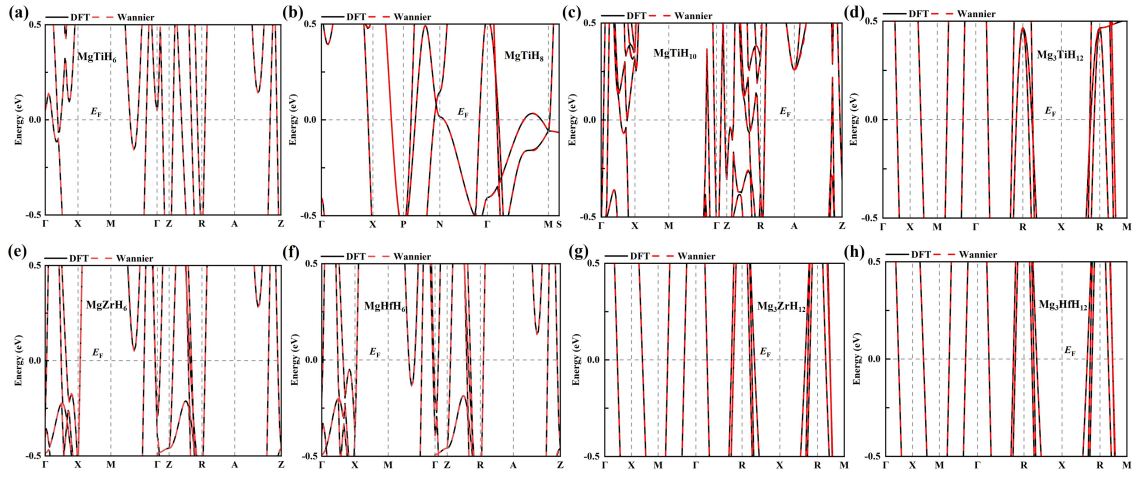 (a) DFT Wannier
MgTiH6
EF
Energy (eV)
0.5
0.0
-0.5
Γ X M Γ Z R A Z
(b) DFT Wannier
MgTiH8
EF
Energy (eV)
0.5
0.0
-0.5
Γ X P N Γ M S
(c) DFT Wannier
MgTiH10
EF
Energy (eV)
0.5
0.0
-0.5
Γ X M Γ Z R A Z
(d) DFT Wannier
Mg3TiH12
EF
Energy (eV)
0.5
0.0
-0.5
Γ X M Γ R X R M
(e) DFT Wannier
MgZrH6
EF
Energy (eV)
0.5
0.0
-0.5
Γ X M Γ Z R A Z
(f) DFT Wannier
MgHfH6
EF
Energy (eV)
0.5
0.0
-0.5
Γ X M Γ Z R A Z
(g) DFT Wannier
Mg3ZrH12
EF
Energy (eV)
0.5
0.0
-0.5
Γ X M Γ R X R M
(h) DFT Wannier
Mg3HfH12
EF
Energy (eV)
0.5
0.0
-0.5
Γ X M Γ R X R M